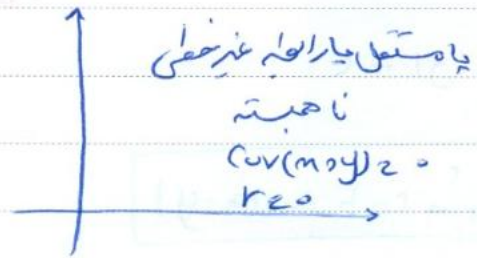 یا مستقل یا رابطه غیرخطی
ناهمبسته
Cov(x,y)=0
r=0